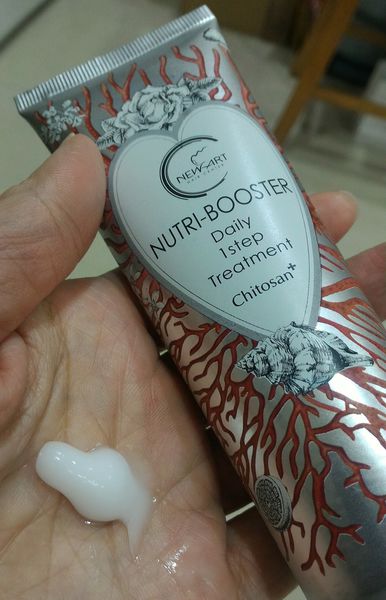 NEW ART
NUTRI-BOOSTER
Daily
1step
Treatment
Chitosan+